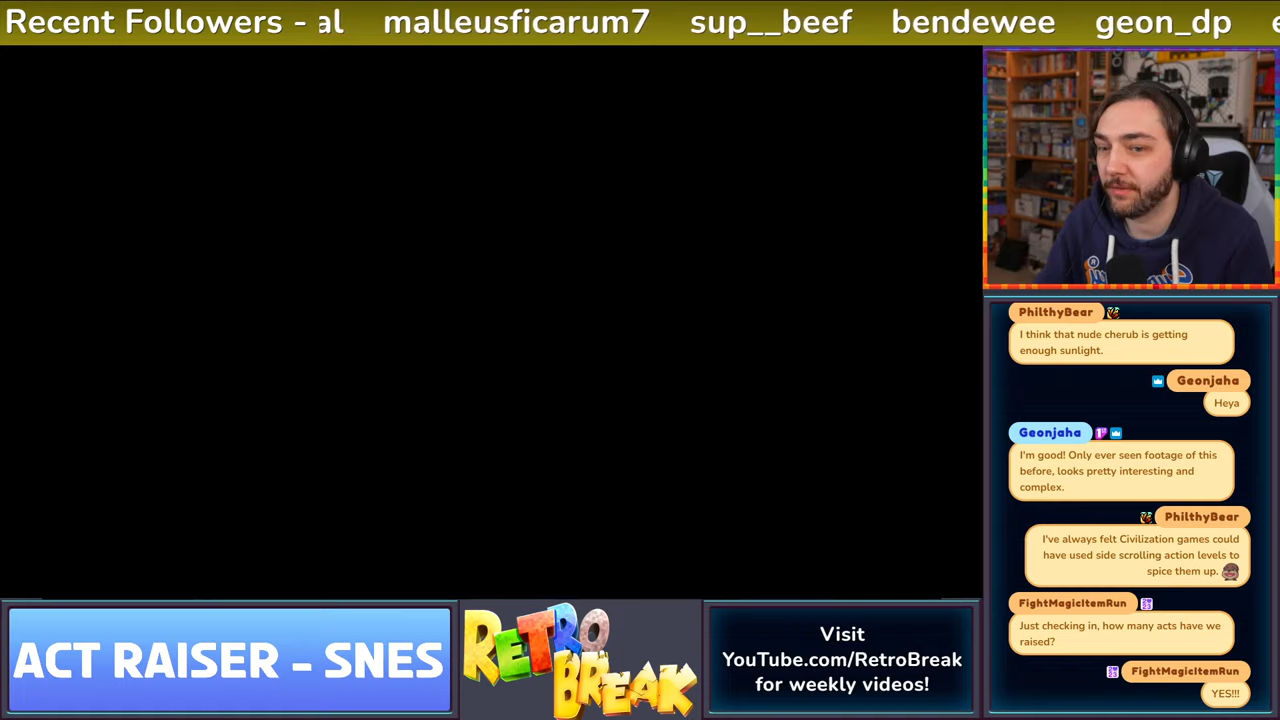 Recent Followers - al malleusficarum7 sup__beef bendewee geon_dp
PhilthyBear
I think that nude cherub is getting
enough sunlight.
Geonjaha
Heya
Geonjaha
I'm good! Only ever seen footage of this
before, looks pretty interesting and
complex.
PhilthyBear
I've always felt Civilization games could
have used side scrolling action levels to
spice them up.
FightMagicItemRun
Just checking in, how many acts have we
raised?
FightMagicItemRun
YES!!!
ACT RAISER - SNES
RETRO
BREAK
Visit
YouTube.com/RetroBreak
for weekly videos!